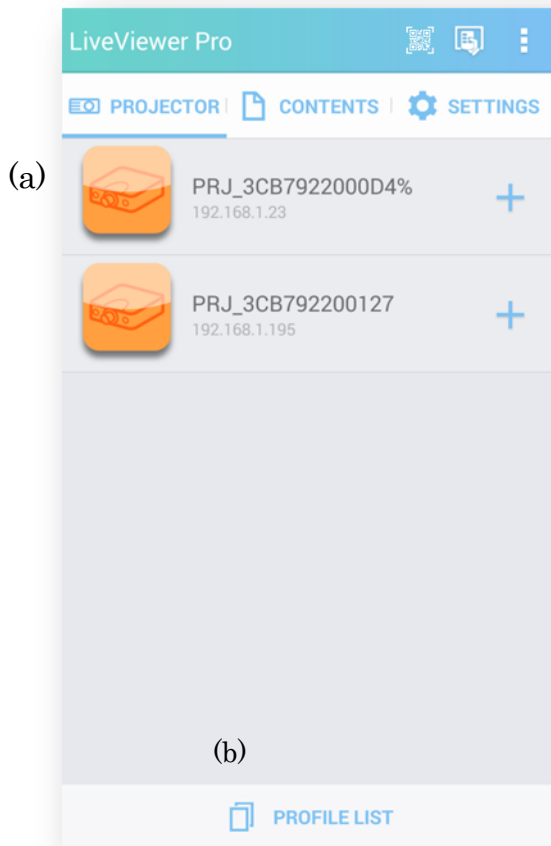 LiveViewer Pro
PROJECTOR CONTENTS SETTINGS
(a)
PRJ_3CB7922000D4%
192.168.1.23
PRJ_3CB792200127
192.168.1.195
(b)
PROFILE LIST